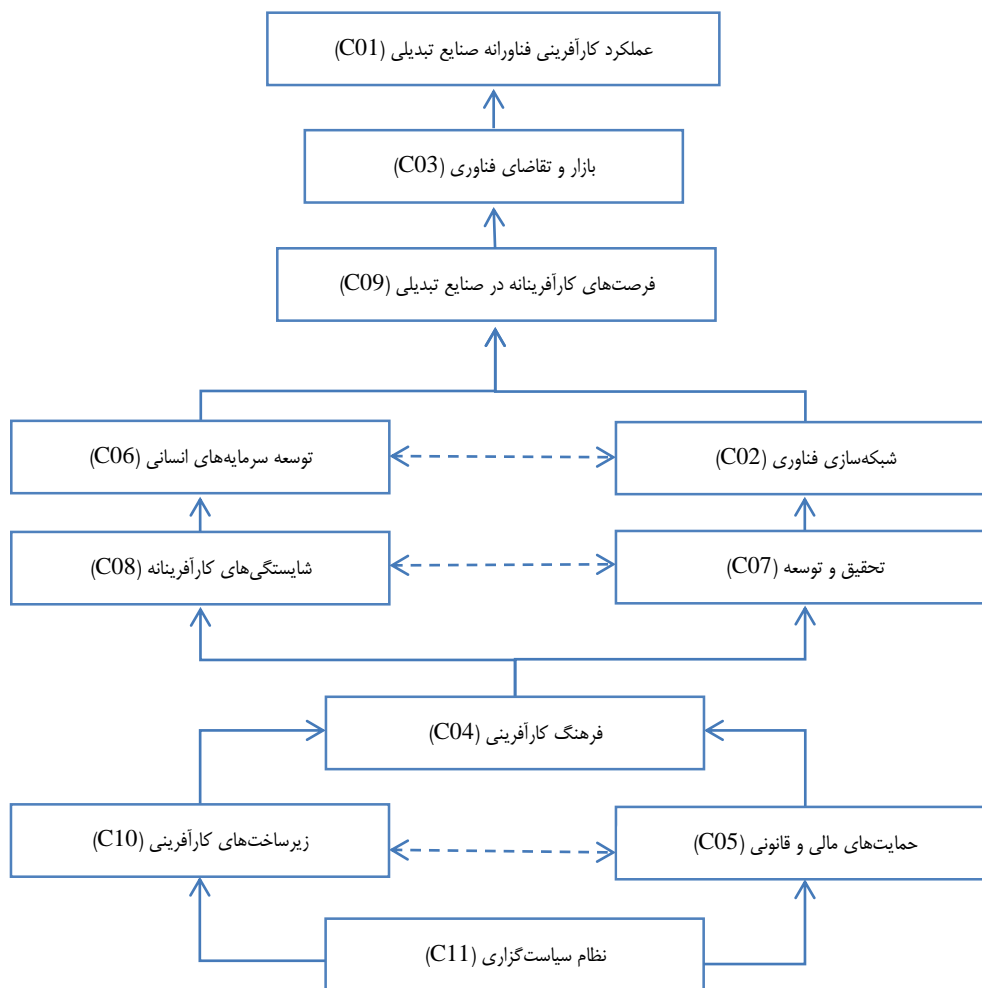 عملکرد کارآفرینی فناورانه صنایع تبدیلی (C01)
بازار و تقاضای فناوری (C03)
فرصت‌های کارآفرینانه در صنایع تبدیلی (C09)
شبکه‌سازی فناوری (C02)
توسعه سرمایه‌های انسانی (C06)
تحقیق و توسعه (C07)
شایستگی‌های کارآفرینانه (C08)
فرهنگ کارآفرینی (C04)
حمایت‌های مالی و قانونی (C05)
زیرساخت‌های کارآفرینی (C10)
نظام سیاست‌گزاری (C11)